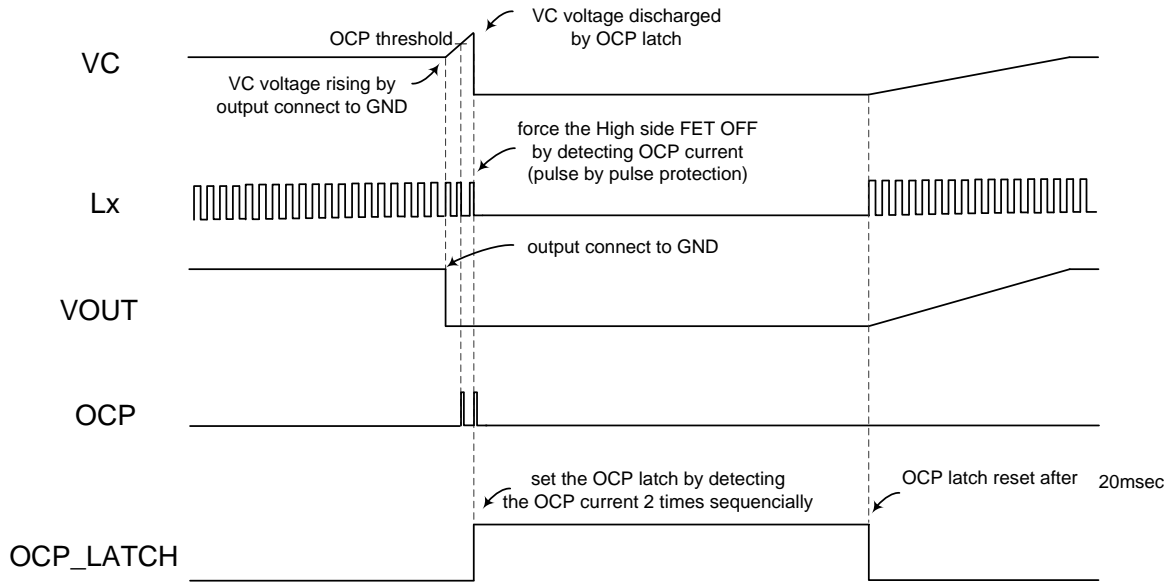 VC voltage discharged
by OCP latch
OCP threshold
VC
VC voltage rising by
output connect to GND
force the High side FET OFF
by detecting OCP current
(pulse by pulse protection)
Lx
output connect to GND
VOUT
OCP
set the OCP latch by detecting
the OCP current 2 times sequencially
OCP latch reset after 20msec
OCP_LATCH